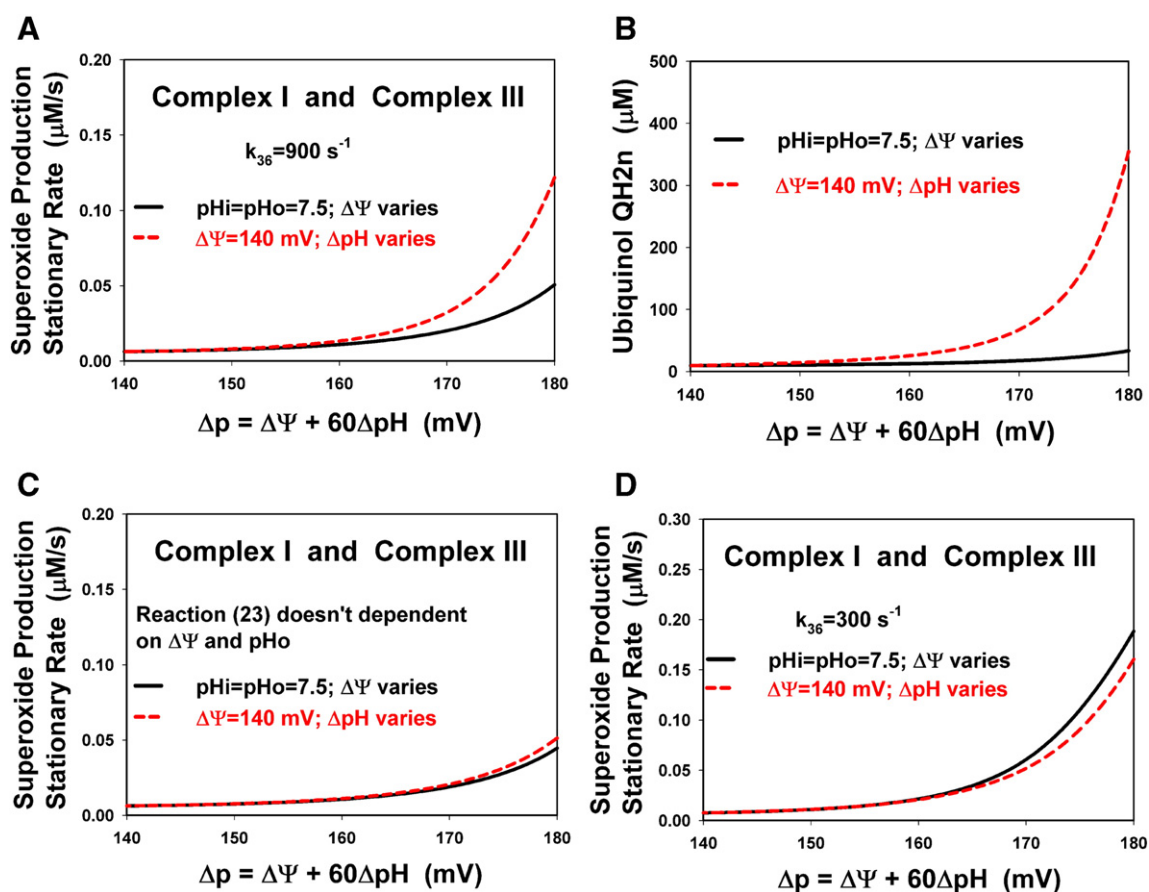 A
Superoxide Production
Stationary Rate (μM/s)
0.20
0.15
0.10
0.05
0.00
Complex I and Complex III
k36=900 s-1
pHi=pHo=7.5; ΔΨ varies
ΔΨ=140 mV; ΔpH varies
140 150 160 170 180
Δp = ΔΨ + 60ΔpH (mV)
B
Ubiquinol QH2n (μM)
500
400
300
200
100
0
pHi=pHo=7.5; ΔΨ varies
ΔΨ=140 mV; ΔpH varies
140 150 160 170 180
Δp = ΔΨ + 60ΔpH (mV)
C
Superoxide Production
Stationary Rate (μM/s)
0.20
0.15
0.10
0.05
0.00
Complex I and Complex III
Reaction (23) doesn't dependent
on ΔΨ and pHo
pHi=pHo=7.5; ΔΨ varies
ΔΨ=140 mV; ΔpH varies
140 150 160 170 180
Δp = ΔΨ + 60ΔpH (mV)
D
Superoxide Production
Stationary Rate (μM/s)
0.30
0.25
0.20
0.15
0.10
0.05
0.00
Complex I and Complex III
k36=300 s-1
pHi=pHo=7.5; ΔΨ varies
ΔΨ=140 mV; ΔpH varies
140 150 160 170 180
Δp = ΔΨ + 60ΔpH (mV)